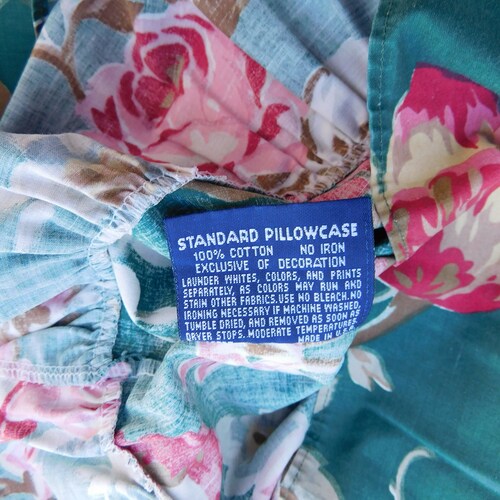 STANDARD PILLOWCASE
100% COTTON NO IRON
EXCLUSIVE OF DECORATION
LAUNDER WHITES, COLORS, AND PRINTS
SEPARATELY, AS COLORS MAY RUN AND
STAIN OTHER FABRICS. USE NO BLEACH. NO
IRONING NECESSARY IF MACHINE WASHED,
TUMBLE DRIED, AND REMOVED AS SOON AS
DRYER STOPS. MODERATE TEMPERATURES
MADE IN U.S.A.